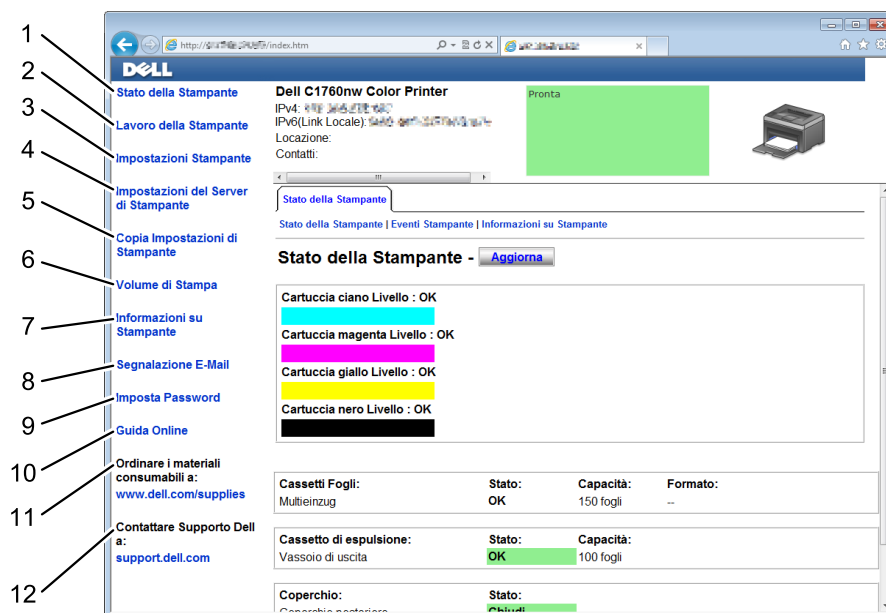 1
2
3
4
5
6
7
8
9
10
11
12
http:// /index.htm
DELL
Stato della Stampante
Lavoro della Stampante
Impostazioni Stampante
Impostazioni del Server
di Stampante
Copia Impostazioni di
Stampante
Volume di Stampa
Informazioni su
Stampante
Segnalazione E-Mail
Imposta Password
Guida Online
Ordinare i materiali
consumabili a:
www.dell.com/supplies
Contattare Supporto Dell
a:
support.dell.com
Dell C1760nw Color Printer
IPv4:
IPv6(Link Locale):
Locazione:
Contatti:
Pronta
Stato della Stampante
Stato della Stampante | Eventi Stampante | Informazioni su Stampante
Stato della Stampante - Aggiorna
Cartuccia ciano Livello : OK
Cartuccia magenta Livello : OK
Cartuccia giallo Livello : OK
Cartuccia nero Livello : OK
Cassetti Fogli: Stato: Capacità: Formato:
Multieinzug OK 150 fogli --
Cassetto di espulsione: Stato: Capacità:
Vassoio di uscita OK 100 fogli
Coperchio: Stato:
Coperchio posteriore Chiudi